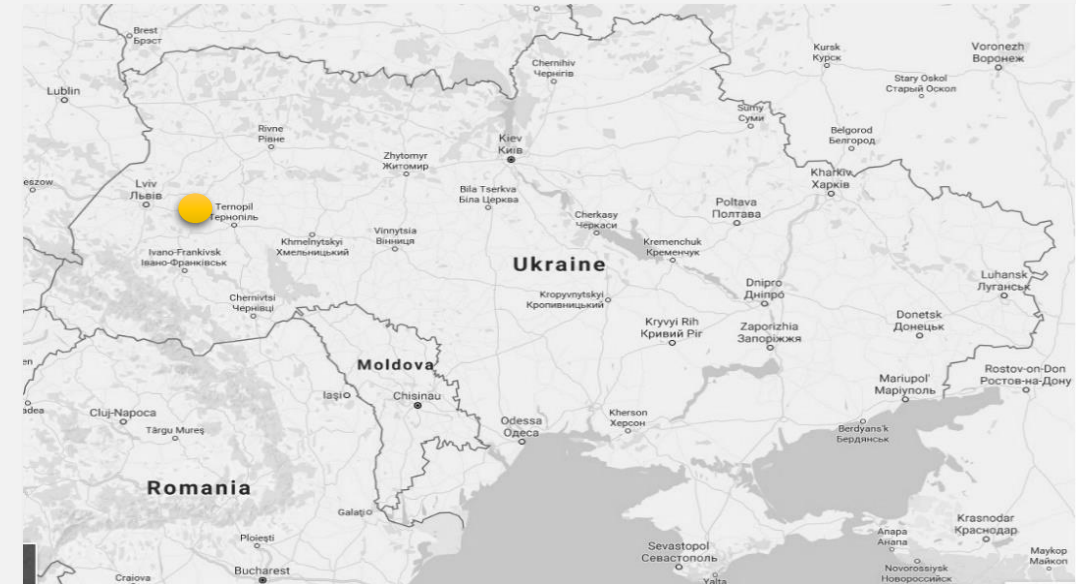 Brest
Брэст
Kursk
Курск
Voronezh
Воронеж
Chernihiv
Чернігів
Stary Oskol
Старый Оскол
Lublin
Sumy
Суми
Rivne
Рівне
Kiev
Київ
Belgorod
Белгород
Zhytomyr
Житомир
Kharkiv
Харків
eszow
Lviv
Львів
Bila Tserkva
Біла Церква
Ternopil
Тернопіль
Poltava
Полтава
Cherkasy
Черкаси
Vinnytsia
Вінниця
Khmelnytskyi
Хмельницький
Kremenchuk
Кременчук
Ivano-Frankivsk
Івано-Франківськ
Ukraine
Luhansk
Луганськ
Dnipro
Дніпро́
Chernivtsi
Чернівці
Kropyvnytskyi
Кропивницький
Donetsk
Донецьк
Kryvyi Rih
Кривий Ріг
Zaporizhia
Запоріжжя
Moldova
Rostov-on-Don
Ростов-на-Дону
Mariupol'
Маріуполь
Iași
Chisinau
adea
Cluj-Napoca
Târgu Mureș
Odessa
Одеса
Kherson
Херсон
Berdyans'k
Бердянськ
Romania
Galați
Krasnodar
Краснодар
Ploiești
Anapa
Анапа
Sevastopol
Севастополь
Maykop
Майкоп
Bucharest
Craiova
Novorossiysk
Новороссийск
Yalta